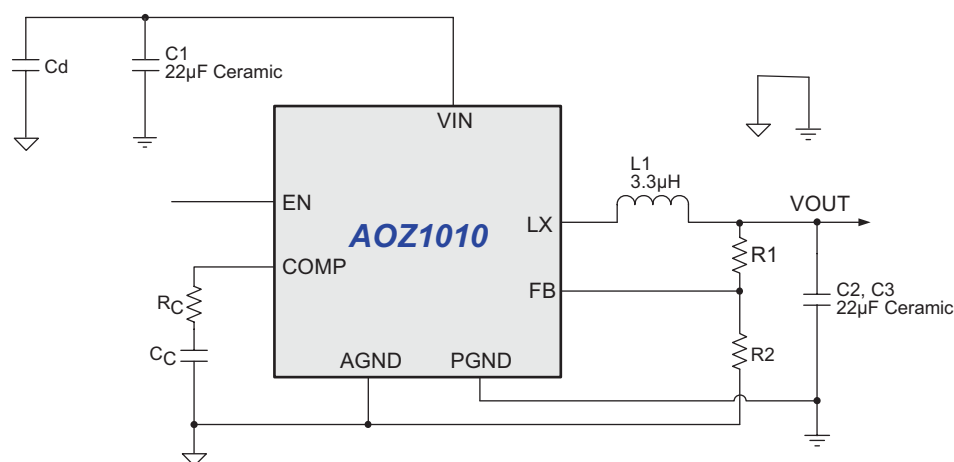 Cd
C1
22µF Ceramic
VIN
L1
3.3µH
EN
LX
VOUT
AOZ1010
R1
COMP
FB
C2, C3
22µF Ceramic
RC
CC
AGND
PGND
R2